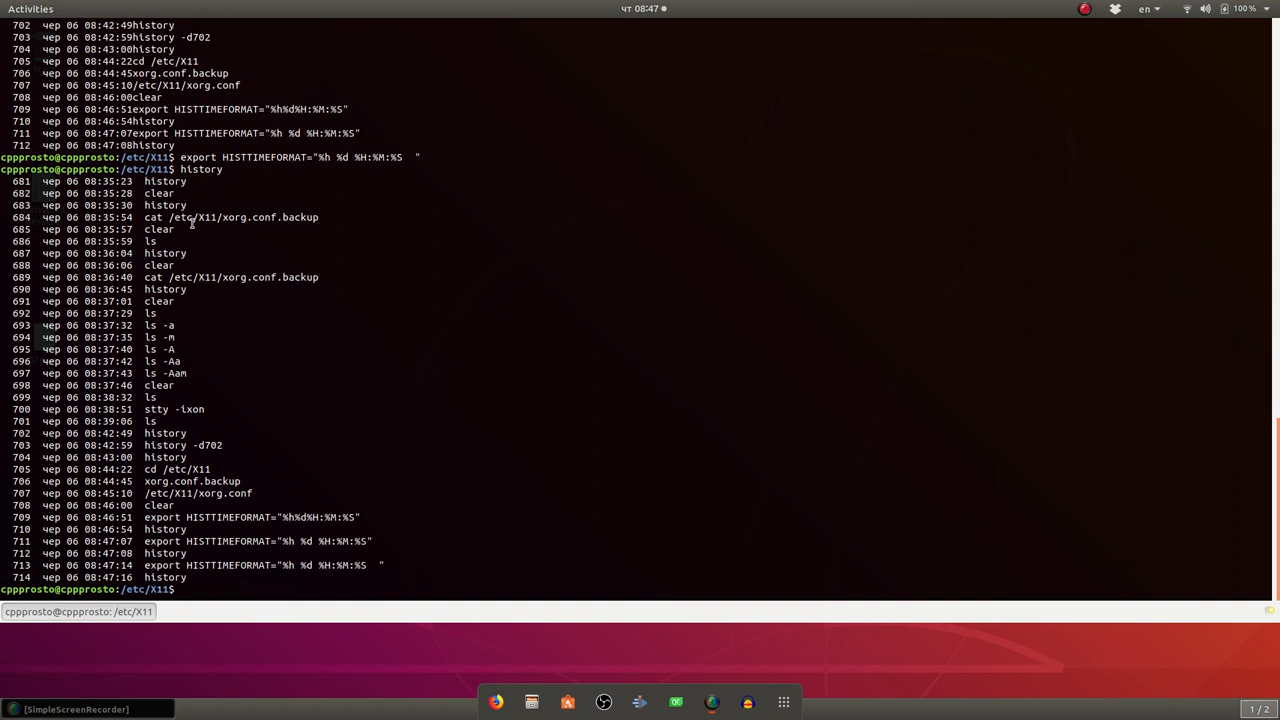 Activities
чт 08:47
en
100 %
702 чер 06 08:42:49history
703 чер 06 08:42:59history -d702
704 чер 06 08:43:00history
705 чер 06 08:44:22cd /etc/X11
706 чер 06 08:44:45xorg.conf.backup
707 чер 06 08:45:10/etc/X11/xorg.conf
708 чер 06 08:46:00clear
709 чер 06 08:46:51export HISTTIMEFORMAT="%h%d%H:%M:%S"
710 чер 06 08:46:54history
711 чер 06 08:47:07export HISTTIMEFORMAT="%h %d %H:%M:%S"
712 чер 06 08:47:08history
cppprosto@cppprosto:/etc/X11$ export HISTTIMEFORMAT="%h %d %H:%M:%S  "
cppprosto@cppprosto:/etc/X11$ history
681 чер 06 08:35:23  history
682 чер 06 08:35:28  clear
683 чер 06 08:35:30  history
684 чер 06 08:35:54  cat /etc/X11/xorg.conf.backup
685 чер 06 08:35:57  clear
686 чер 06 08:35:59  ls
687 чер 06 08:36:04  history
688 чер 06 08:36:06  clear
689 чер 06 08:36:40  cat /etc/X11/xorg.conf.backup
690 чер 06 08:36:45  history
691 чер 06 08:37:01  clear
692 чер 06 08:37:29  ls
693 чер 06 08:37:32  ls -a
694 чер 06 08:37:35  ls -m
695 чер 06 08:37:40  ls -A
696 чер 06 08:37:42  ls -Aa
697 чер 06 08:37:43  ls -Aam
698 чер 06 08:37:46  clear
699 чер 06 08:38:32  ls
700 чер 06 08:38:51  stty -ixon
701 чер 06 08:39:06  ls
702 чер 06 08:42:49  history
703 чер 06 08:42:59  history -d702
704 чер 06 08:43:00  history
705 чер 06 08:44:22  cd /etc/X11
706 чер 06 08:44:45  xorg.conf.backup
707 чер 06 08:45:10  /etc/X11/xorg.conf
708 чер 06 08:46:00  clear
709 чер 06 08:46:51  export HISTTIMEFORMAT="%h%d%H:%M:%S"
710 чер 06 08:46:54  history
711 чер 06 08:47:07  export HISTTIMEFORMAT="%h %d %H:%M:%S"
712 чер 06 08:47:08  history
713 чер 06 08:47:14  export HISTTIMEFORMAT="%h %d %H:%M:%S  "
714 чер 06 08:47:16  history
cppprosto@cppprosto:/etc/X11$
cppprosto@cppprosto: /etc/X11
QC
[SimpleScreenRecorder]
1 / 2